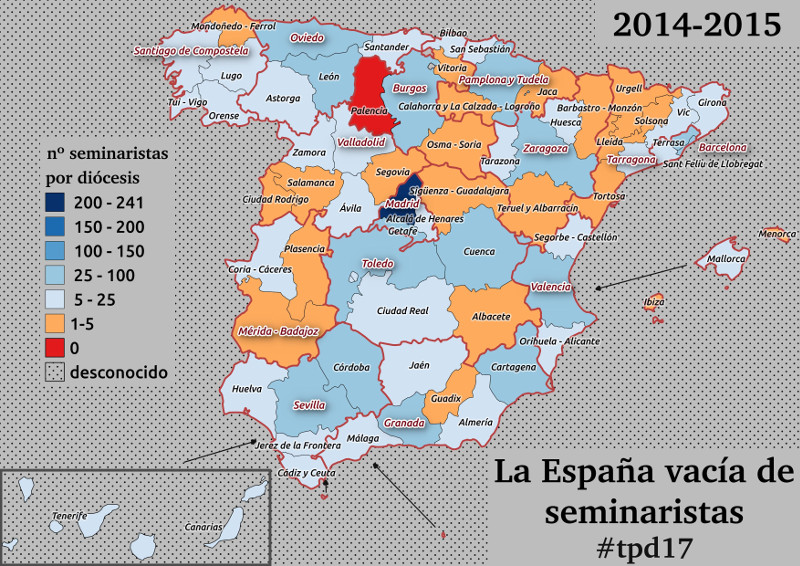 2014-2015
Mondoñedo - Ferrol
Oviedo
Santander
Bilbao
San Sebastián
Santiago de Compostela
Lugo
León
Burgos
Vitoria
Pamplona y Tudela
Jaca
Urgell
Tui - Vigo
Orense
Astorga
Palencia
Calahorra y La Calzada - Logroño
Huesca
Barbastro - Monzón
Solsona
Vic
Girona
Zamora
Valladolid
Osma - Soria
Tarazona
Zaragoza
Lleida
Terrasa
Barcelona
Tarragona
Sant Feliu de Llobregat
nº seminaristas
por diócesis
200 - 241
150 - 200
100 - 150
25 - 100
5 - 25
1-5
0
desconocido
Salamanca
Ciudad Rodrigo
Segovia
Ávila
Madrid
Sigüenza - Guadalajara
Alcalá de Henares
Getafe
Teruel y Albarracín
Tortosa
Segorbe - Castellón
Menorca
Mallorca
Ibiza
Plasencia
Coria - Cáceres
Toledo
Cuenca
Valencia
Mérida - Badajoz
Ciudad Real
Albacete
Orihuela - Alicante
Huelva
Córdoba
Jaén
Cartagena
Sevilla
Granada
Guadix
Almería
Jerez de la Frontera
Málaga
Cádiz y Ceuta
Tenerife
Canarias
La España vacía de
seminaristas
#tpd17